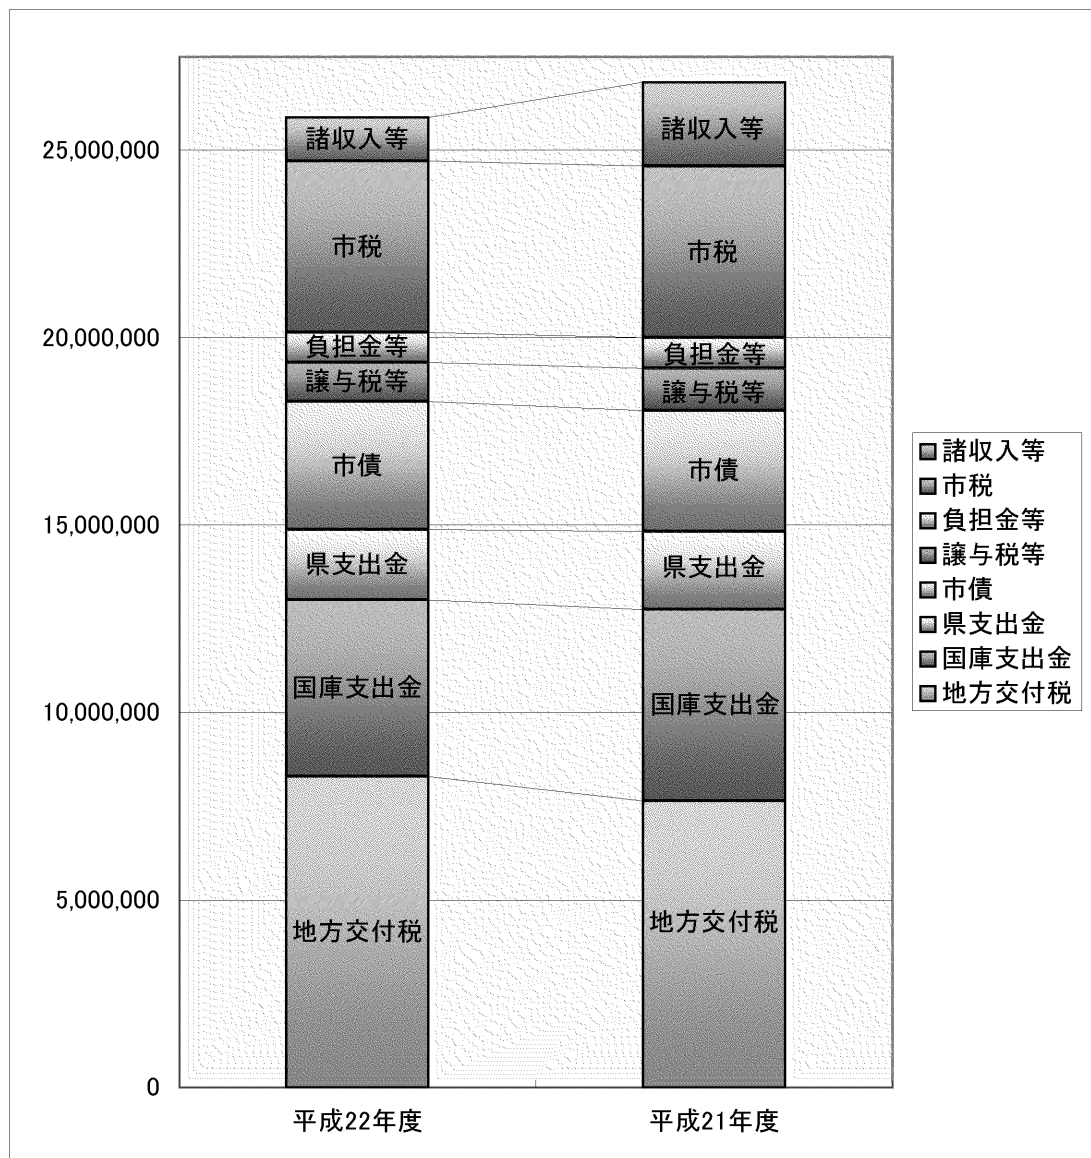 25,000,000
20,000,000
15,000,000
10,000,000
5,000,000
0
諸収入等
市税
負担金等
譲与税等
市債
県支出金
国庫支出金
地方交付税
平成22年度
諸収入等
市税
負担金等
譲与税等
市債
県支出金
国庫支出金
地方交付税
平成21年度
諸収入等
市税
負担金等
譲与税等
市債
県支出金
国庫支出金
地方交付税